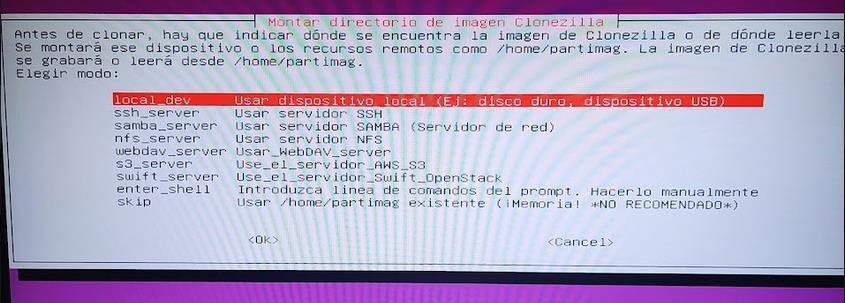 Montar directorio de imagen Clonezilla
Antes de clonar, hay que indicar dónde se encuentra la imagen de Clonezilla o de dónde leerla
Se montará ese dispositivo o los recursos remotos como /home/partimag. La imagen de Clonezilla
se grabará o leerá desde /home/partimag.
Elegir modo:
local_dev Usar dispositivo local (Ej: disco duro, dispositivo USB)
ssh_server Usar servidor SSH
samba_server Usar servidor SAMBA (Servidor de red)
nfs_server Usar servidor NFS
webdav_server Usar_WebDAV_server
s3_server Use_el_servidor_AWS_S3
swift_server Use_el_servidor_Swift_OpenStack
enter_shell Introduzca linea de comandos del prompt. Hacerlo manualmente
skip Usar /home/partimag existente (¡Memoria! *NO RECOMENDADO*)
<Ok> <Cancel>